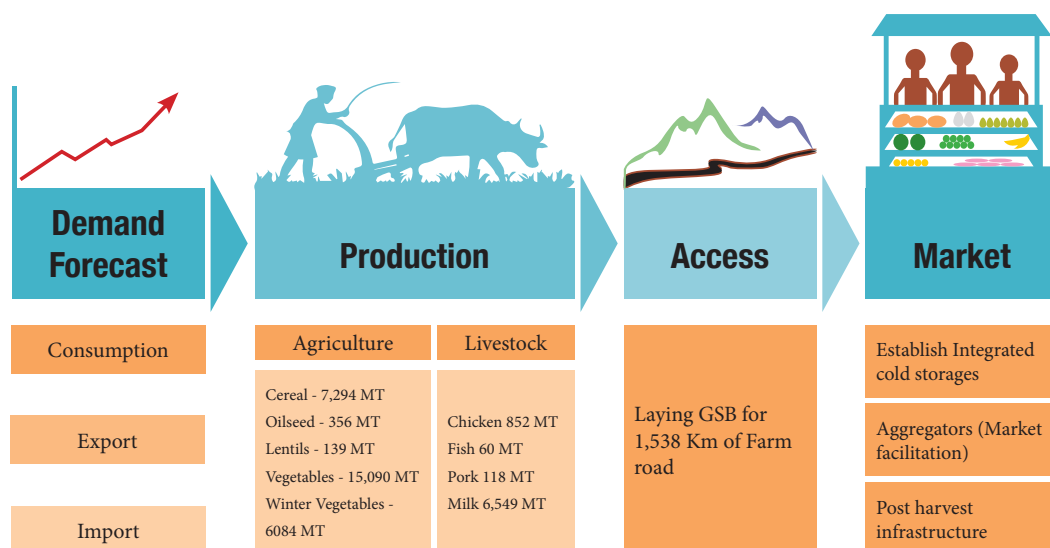 Demand
Forecast
Production
Access
Market
Consumption
Export
Import
Agriculture
Cereal - 7,294 MT
Oilseed - 356 MT
Lentils - 139 MT
Vegetables - 15,090 MT
Winter Vegetables -
6084 MT
Livestock
Chicken 852 MT
Fish 60 MT
Pork 118 MT
Milk 6,549 MT
Laying GSB for
1,538 Km of Farm
road
Establish Integrated
cold storages
Aggregators (Market
facilitation)
Post harvest
infrastructure